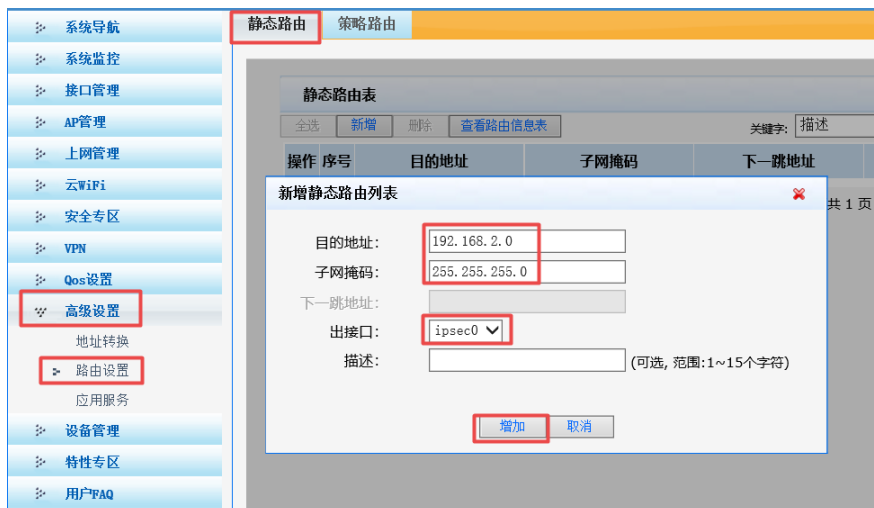 系统导航
系统监控
接口管理
AP管理
上网管理
云WiFi
安全专区
VPN
Qos设置
高级设置
地址转换
路由设置
应用服务
设备管理
特性专区
用户FAQ
静态路由 策略路由
静态路由表
全选 新增 删除 查看路由信息表 关键字: 描述
操作 序号 目的地址 子网掩码 下一跳地址
共 1 页
新增静态路由列表
目的地址: 192.168.2.0
子网掩码: 255.255.255.0
下一跳地址:
出接口: ipsec0
描述: (可选, 范围:1~15个字符)
增加 取消